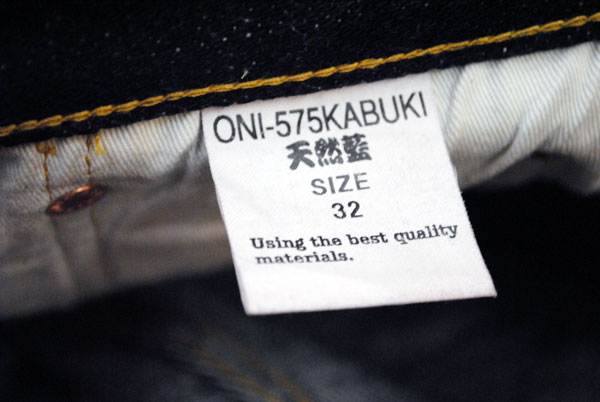 ONI-575KABUKI
天然藍
SIZE
32
Using the best quality
materials.